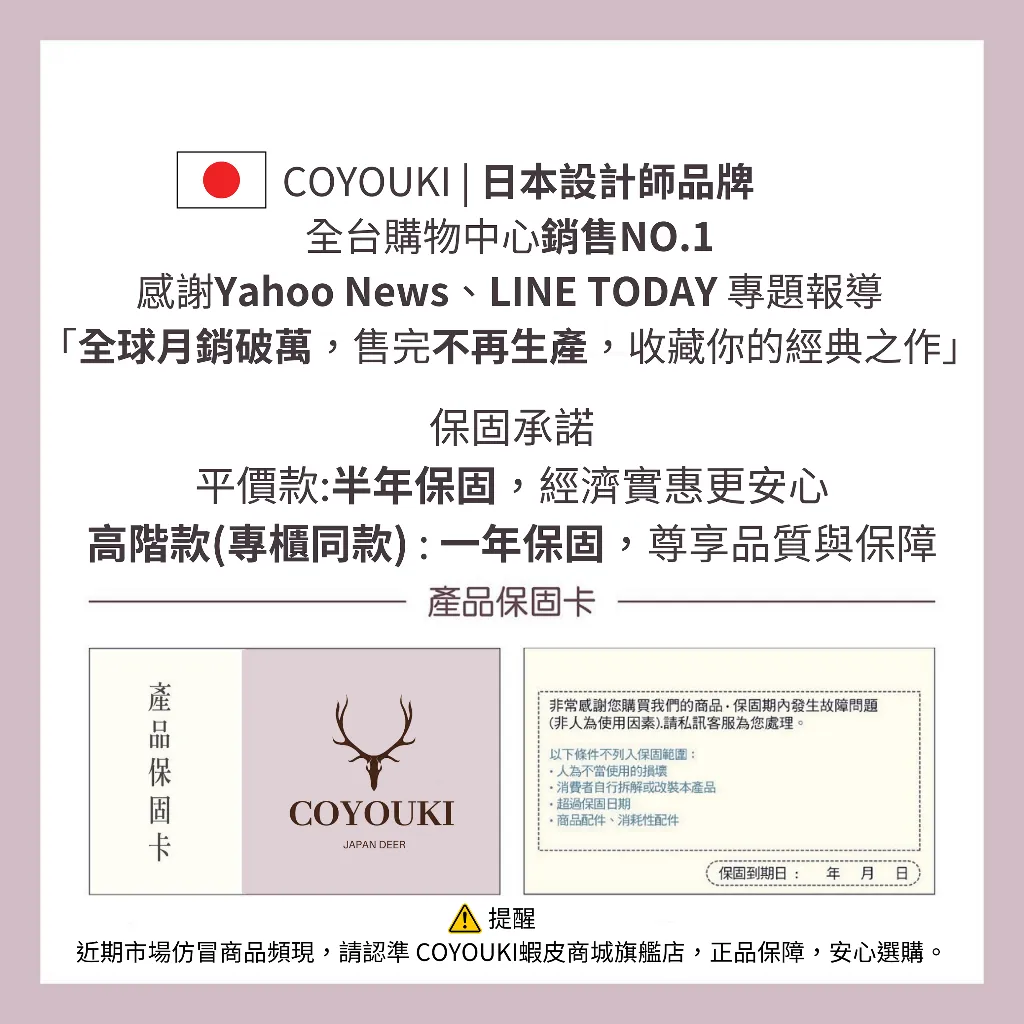 COYOUKI | 日本設計師品牌
全台購物中心銷售NO.1
感謝Yahoo News、LINE TODAY 專題報導
「全球月銷破萬，售完不再生產，收藏你的經典之作」
保固承諾
平價款:半年保固，經濟實惠更安心
高階款(專櫃同款) : 一年保固，尊享品質與保障
產品保固卡
產品保固卡
COYOUKI
JAPAN DEER
非常感謝您購買我們的商品·保固期內發生故障問題
(非人為使用因素).請私訊客服為您處理。
以下條件不列入保固範圍：
·人為不當使用的損壞
·消費者自行拆解或改裝本產品
·超過保固日期
·商品配件、消耗性配件
保固到期日： 年 月 日
提醒
近期市場仿冒商品頻現，請認準 COYOUKI蝦皮商城旗艦店，正品保障，安心選購。